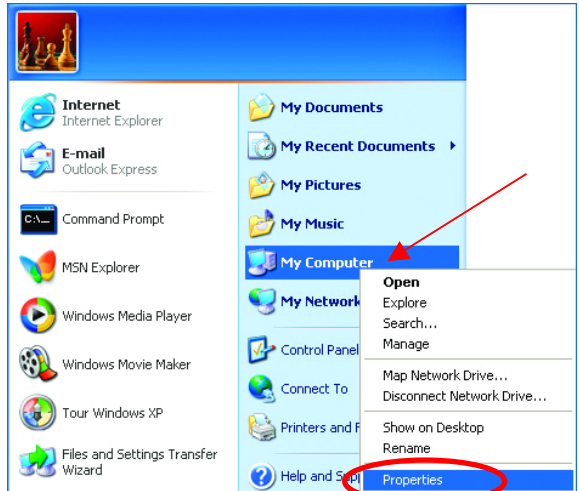 Internet
Internet Explorer
E-mail
Outlook Express
C:\_
Command Prompt
MSN Explorer
Windows Media Player
Windows Movie Maker
Tour Windows XP
Files and Settings Transfer
Wizard
My Documents
My Recent Documents
My Pictures
My Music
My Computer
My Network
Control Panel
Connect To
Printers and F
Help and Sup
Open
Explore
Search...
Manage
Map Network Drive...
Disconnect Network Drive...
Show on Desktop
Rename
Properties